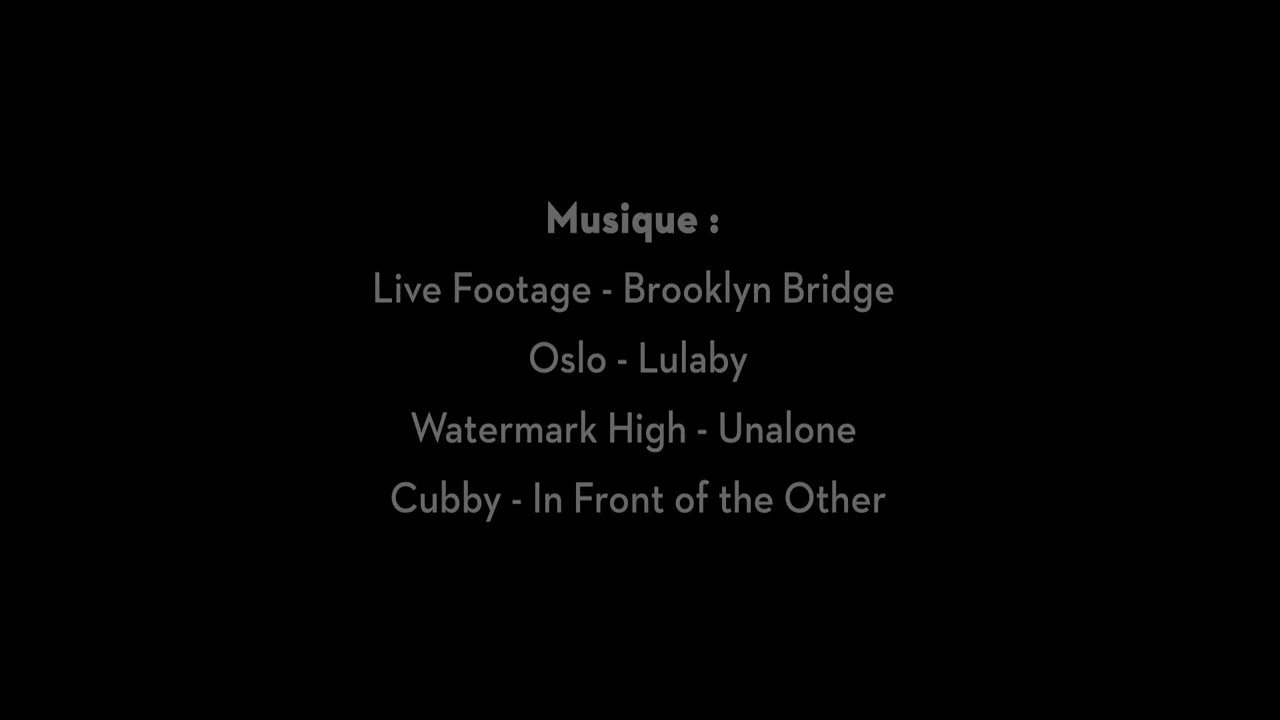 Musique :
Live Footage - Brooklyn Bridge
Oslo - Lulaby
Watermark High - Unalone
Cubby - In Front of the Other